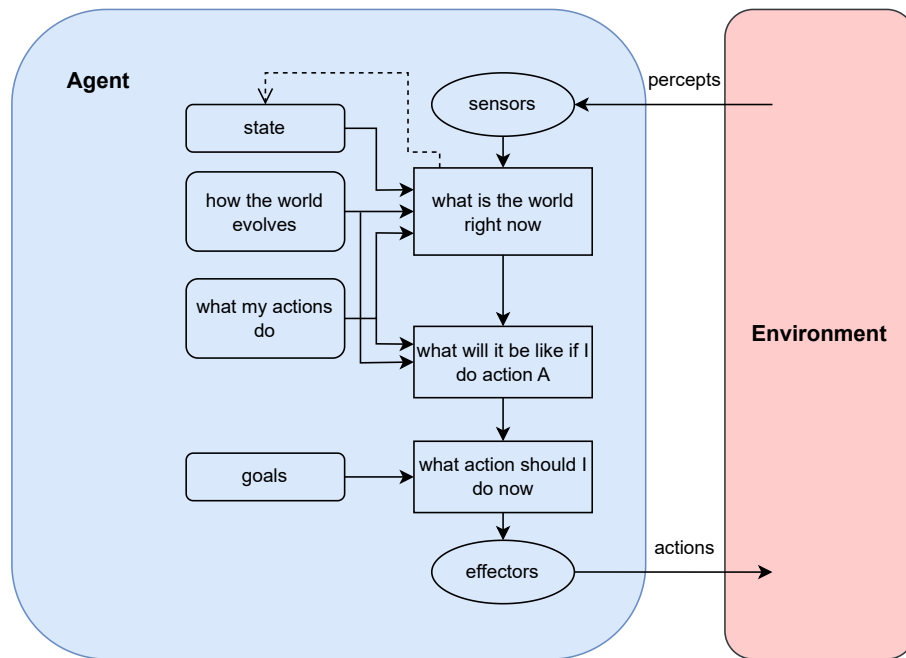 Agent
percepts
sensors
state
how the world
evolves
what is the world
right now
what my actions
do
what will it be like if I
do action A
Environment
goals
what action should I
do now
effectors
actions